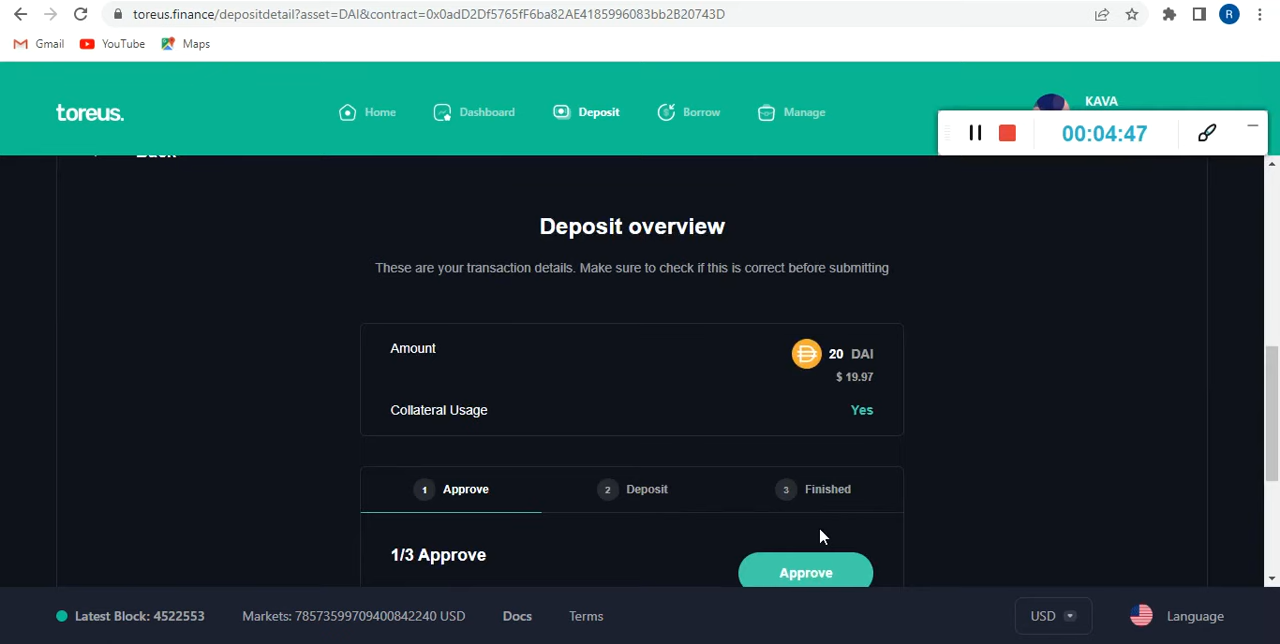 toreus.finance/depositdetail?asset=DAI&contract=0x0adD2Df5765fF6ba82AE4185996083bb2B20743D
R
Gmail YouTube Maps
toreus. Home Dashboard Deposit Borrow Manage KAVA
00:04:47
Back
Deposit overview
These are your transaction details. Make sure to check if this is correct before submitting
Amount 20 DAI
$ 19.97
Collateral Usage Yes
1 Approve 2 Deposit 3 Finished
1/3 Approve Approve
Latest Block: 4522553 Markets: 78573599709400842240 USD Docs Terms USD Language